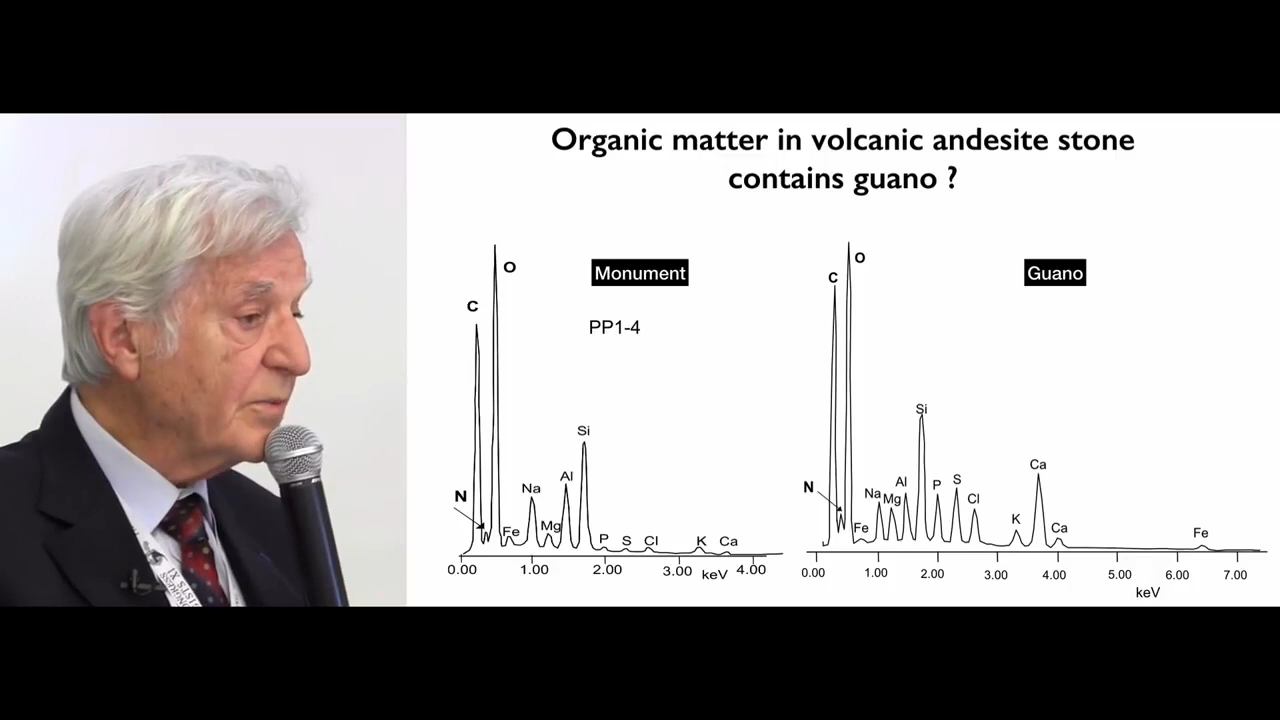 Organic matter in volcanic andesite stone
contains guano ?
Monument
PP1-4
C
O
N
Fe
Na
Mg
Al
Si
P
S
Cl
K
Ca
0.00 1.00 2.00 3.00 keV 4.00
Guano
C
O
N
Fe
Na
Mg
Al
Si
P
S
Cl
K
Ca
Ca
Fe
0.00 1.00 2.00 3.00 4.00 5.00 6.00 7.00
keV